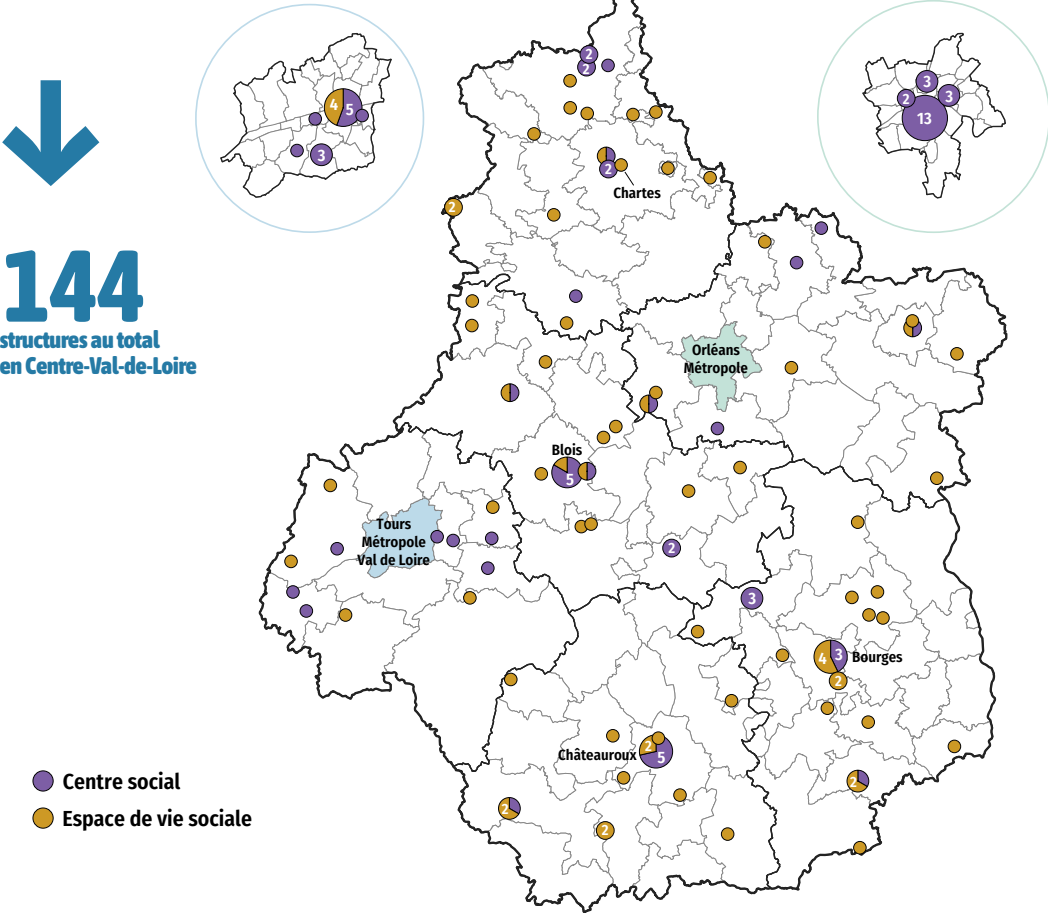 144
structures au total
en Centre-Val-de-Loire
4
5
3
3
2
3
13
2
2
2
Chartes
2
Orléans
Métropole
Blois
5
Tours
Métropole
Val de Loire
2
3
4
3
Bourges
2
Châteauroux
2
5
2
2
2
Centre social
Espace de vie sociale